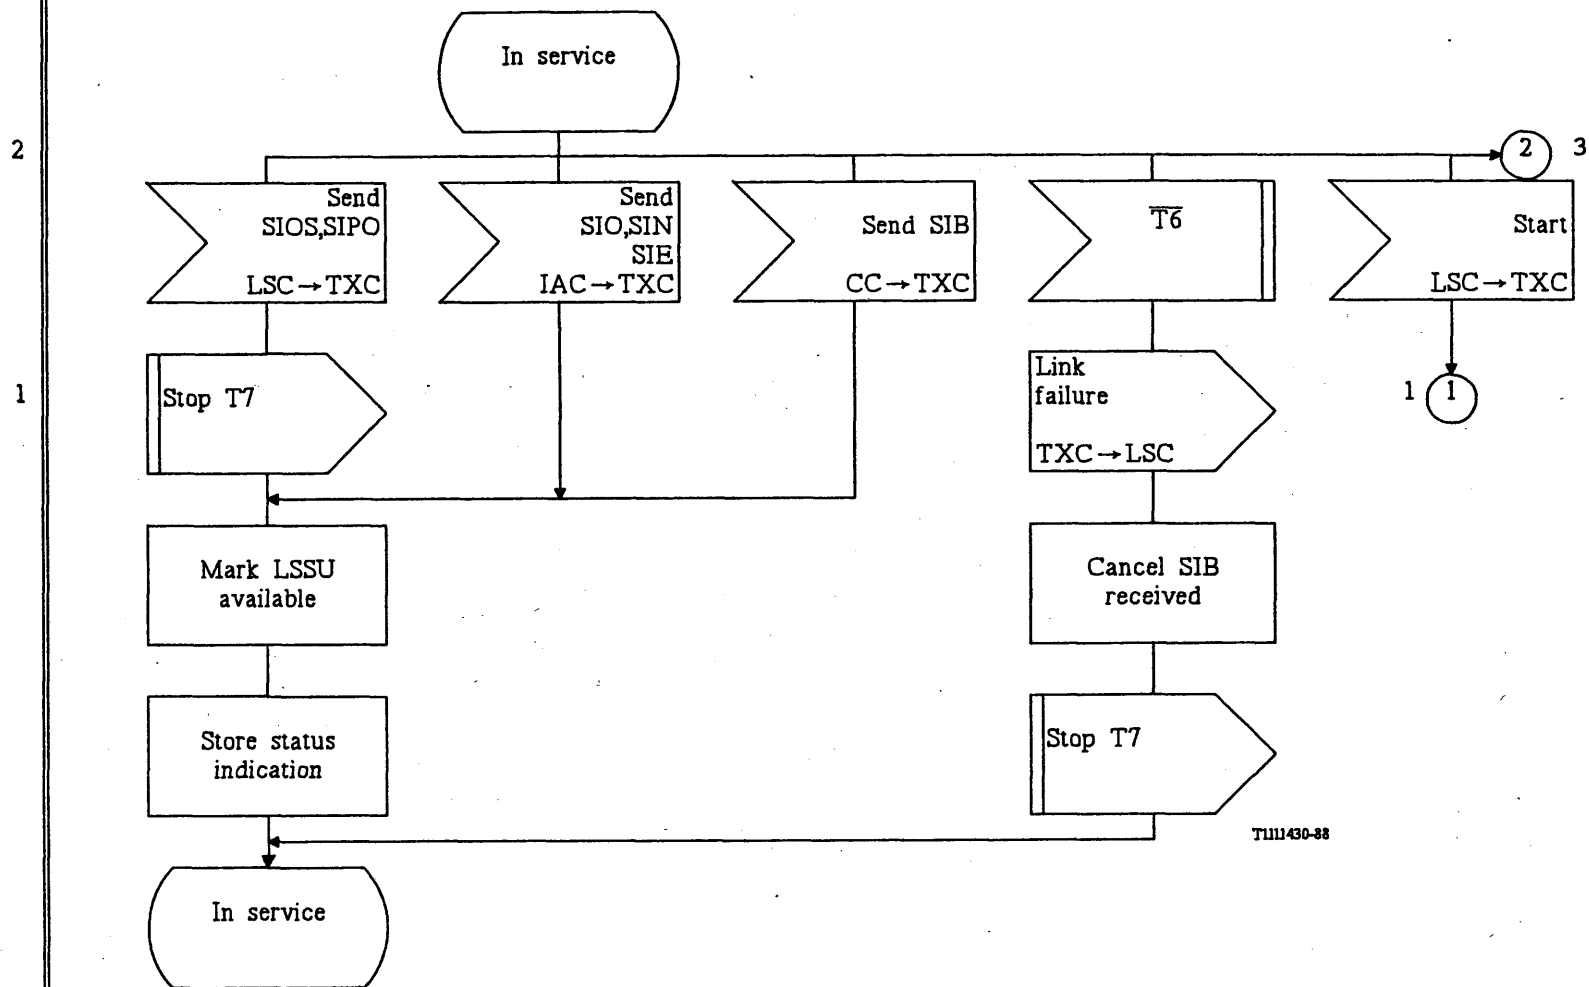 In service
2
2 3
Send
SIOS,SIPO
LSC→TXC
Send
SIO,SIN
SIE
IAC→TXC
Send SIB
CC→TXC
T6
Start
LSC→TXC
1
Stop T7
Link
failure
TXC→LSC
1 1
Mark LSSU
available
Cancel SIB
received
Store status
indication
Stop T7
T1111430-88
In service